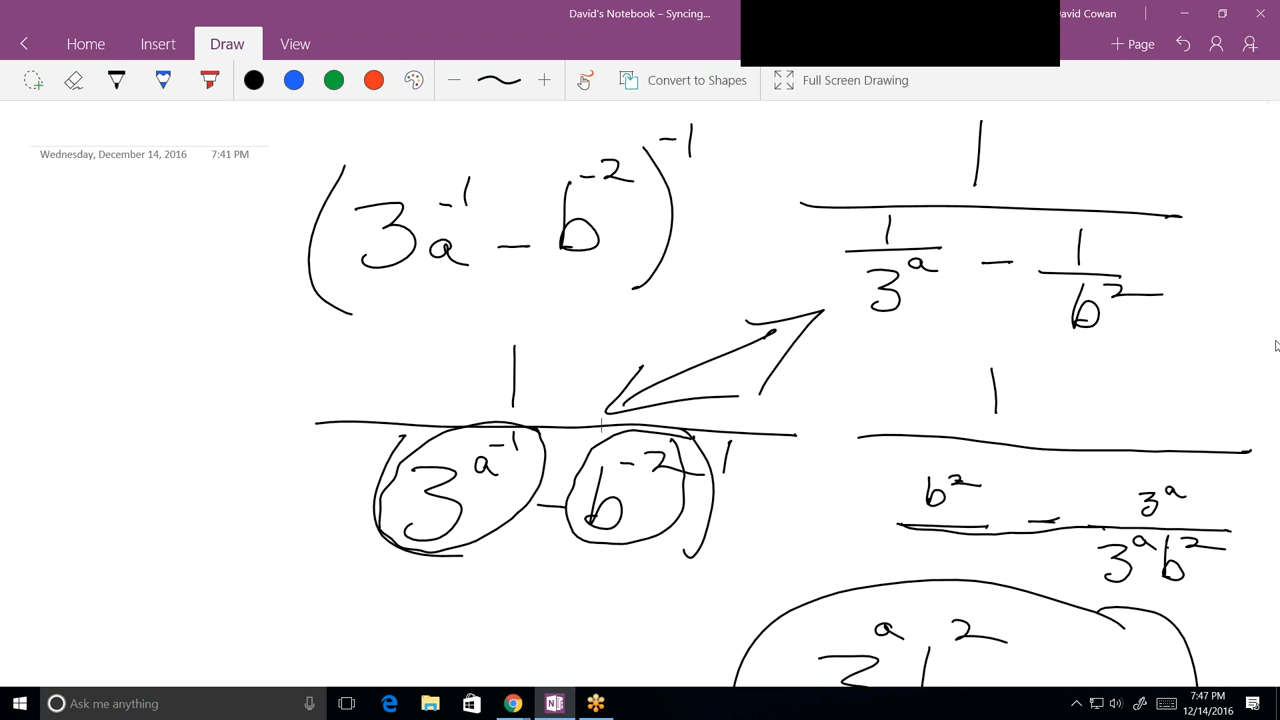 David's Notebook – Syncing...
David Cowan
Home Insert Draw View
+ Page
Convert to Shapes
Full Screen Drawing
Wednesday, December 14, 2016 7:41 PM
(3a^-1 - b^-2)^-1
1
1/3^a - 1/b^2
1
(3^a^-1 - b^-2)^1
1
b^2 - 3^a
3^a b^2
3^a 2
Ask me anything
7:47 PM
12/14/2016